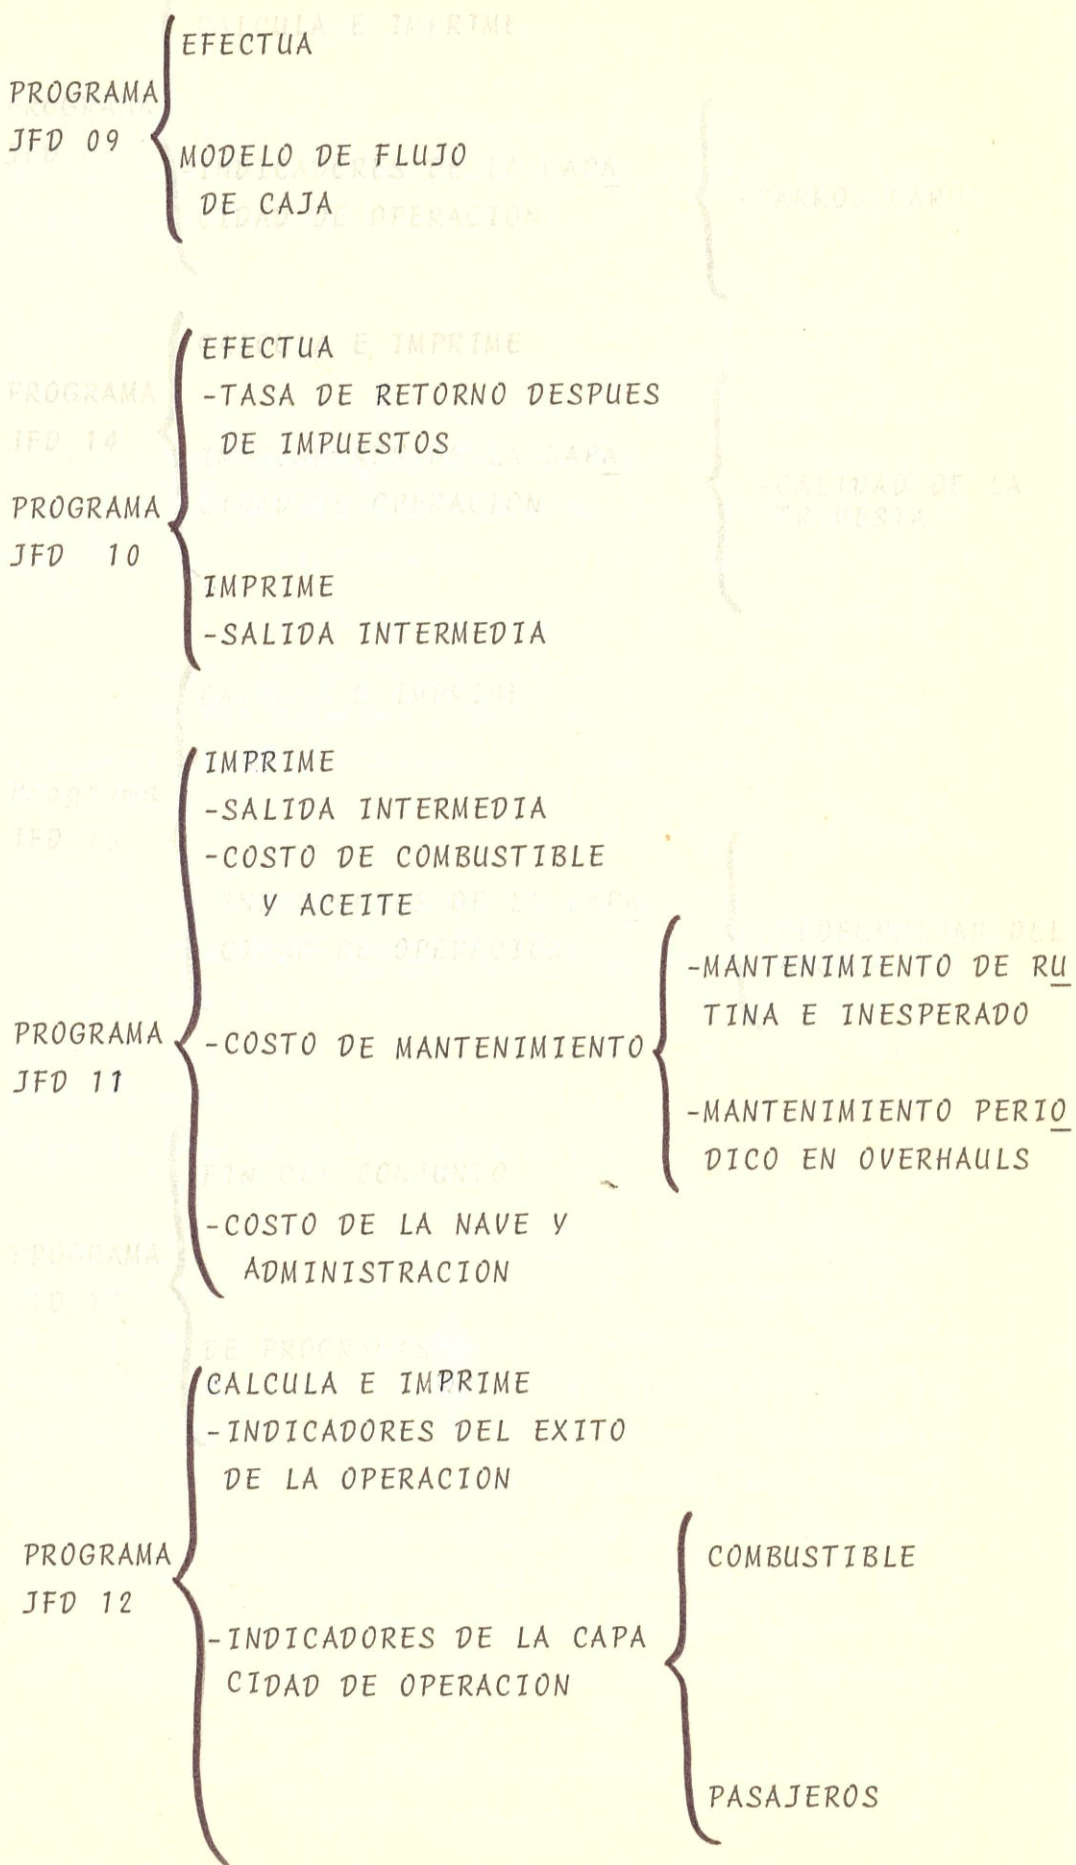 EFECTUA
PROGRAMA
JFD 09
MODELO DE FLUJO
DE CAJA
EFECTUA
-TASA DE RETORNO DESPUES
DE IMPUESTOS
PROGRAMA
JFD 10
IMPRIME
-SALIDA INTERMEDIA
IMPRIME
-SALIDA INTERMEDIA
-COSTO DE COMBUSTIBLE
Y ACEITE
PROGRAMA
JFD 11
-COSTO DE MANTENIMIENTO
-MANTENIMIENTO DE RU
TINA E INESPERADO
-MANTENIMIENTO PERIO
DICO EN OVERHAULS
-COSTO DE LA NAVE Y
ADMINISTRACION
CALCULA E IMPRIME
-INDICADORES DEL EXITO
DE LA OPERACION
PROGRAMA
JFD 12
-INDICADORES DE LA CAPA
CIDAD DE OPERACION
COMBUSTIBLE
PASAJEROS